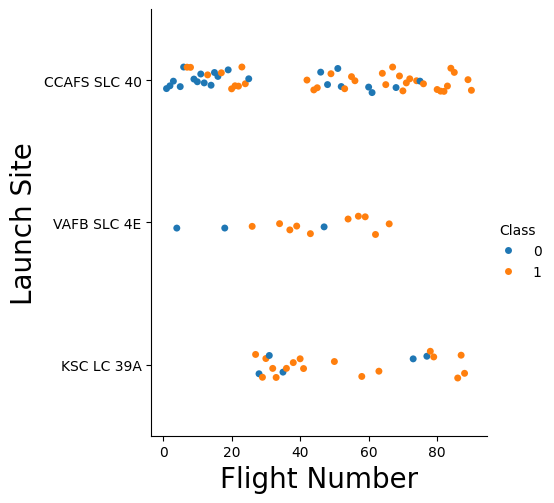 CCAFS SLC 40
VAFB SLC 4E
KSC LC 39A
Launch Site
0
20
40
60
80
Flight Number
Class
0
1